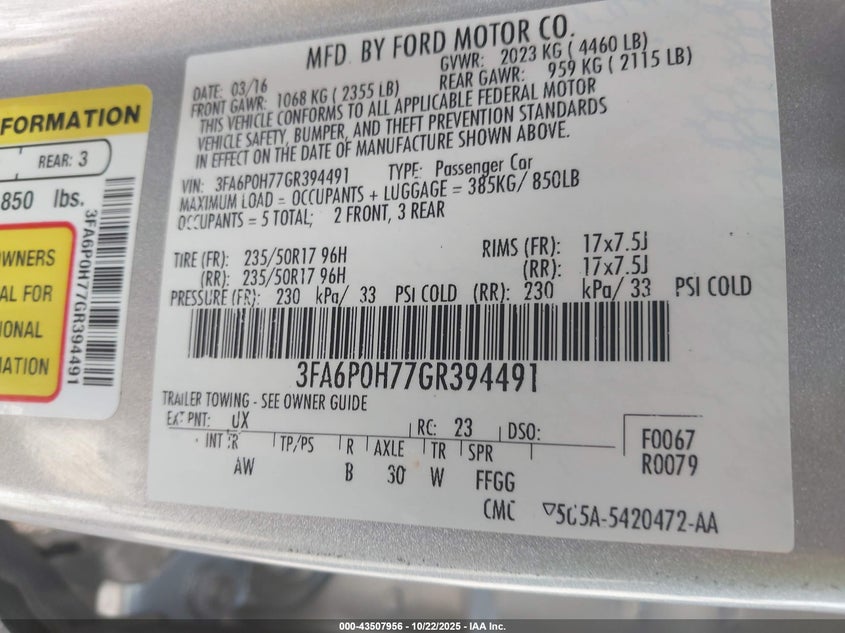 MFD. BY FORD MOTOR CO.
DATE: 03/16 GVWR: 2023 KG ( 4460 LB)
FRONT GAWR: 1068 KG ( 2355 LB) REAR GAWR: 959 KG ( 2115 LB)
THIS VEHICLE CONFORMS TO ALL APPLICABLE FEDERAL MOTOR
VEHICLE SAFETY, BUMPER, AND THEFT PREVENTION STANDARDS
IN EFFECT ON THE DATE OF MANUFACTURE SHOWN ABOVE.
VIN: 3FA6P0H77GR394491 TYPE: Passenger Car
MAXIMUM LOAD = OCCUPANTS + LUGGAGE = 385KG/ 850LB
OCCUPANTS = 5 TOTAL; 2 FRONT, 3 REAR
TIRE (FR): 235/50R17 96H RIMS (FR): 17x7.5J
(RR): 235/50R17 96H (RR): 17x7.5J
PRESSURE (FR): 230 kPa/ 33 PSI COLD (RR): 230 kPa/ 33 PSI COLD
3FA6P0H77GR394491
TRAILER TOWING - SEE OWNER GUIDE
EXT PNT: UX RC: 23 DSO: F0067
INT TR TP/PS R AXLE TR SPR R0079
AW B 30 W FFGG
CMC 5G5A-5420472-AA
FORMATION
REAR: 3
850 lbs.
3FA6P0H77GR394491
OWNERS
AL FOR
IONAL
MATION
000-43507956 - 10/22/2025 - IAA Inc.